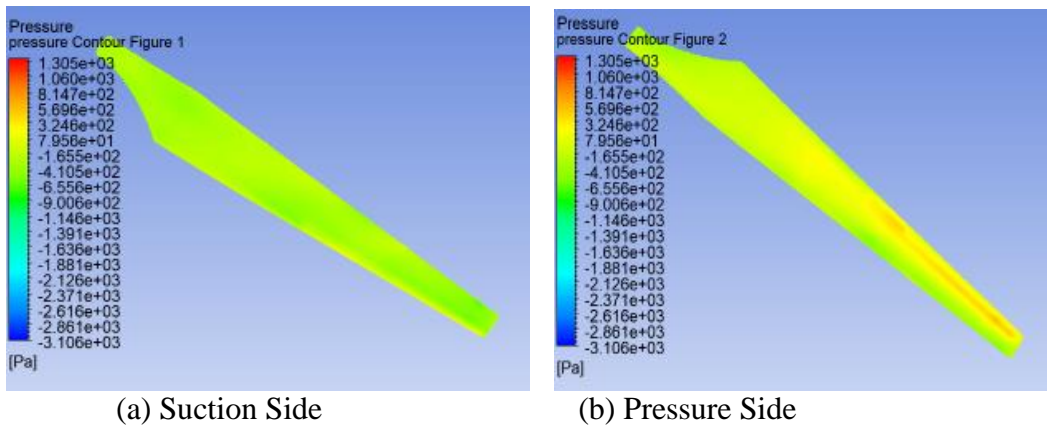 Pressure
pressure Contour Figure 1
1.305e+03
1.060e+03
8.147e+02
5.696e+02
3.246e+02
7.956e+01
-1.655e+02
-4.105e+02
-6.556e+02
-9.006e+02
-1.146e+03
-1.391e+03
-1.636e+03
-1.881e+03
-2.126e+03
-2.371e+03
-2.616e+03
-2.861e+03
-3.106e+03
[Pa]
(a) Suction Side
Pressure
pressure Contour Figure 2
1.305e+03
1.060e+03
8.147e+02
5.696e+02
3.246e+02
7.956e+01
-1.655e+02
-4.105e+02
-6.556e+02
-9.006e+02
-1.146e+03
-1.391e+03
-1.636e+03
-1.881e+03
-2.126e+03
-2.371e+03
-2.616e+03
-2.861e+03
-3.106e+03
[Pa]
(b) Pressure Side